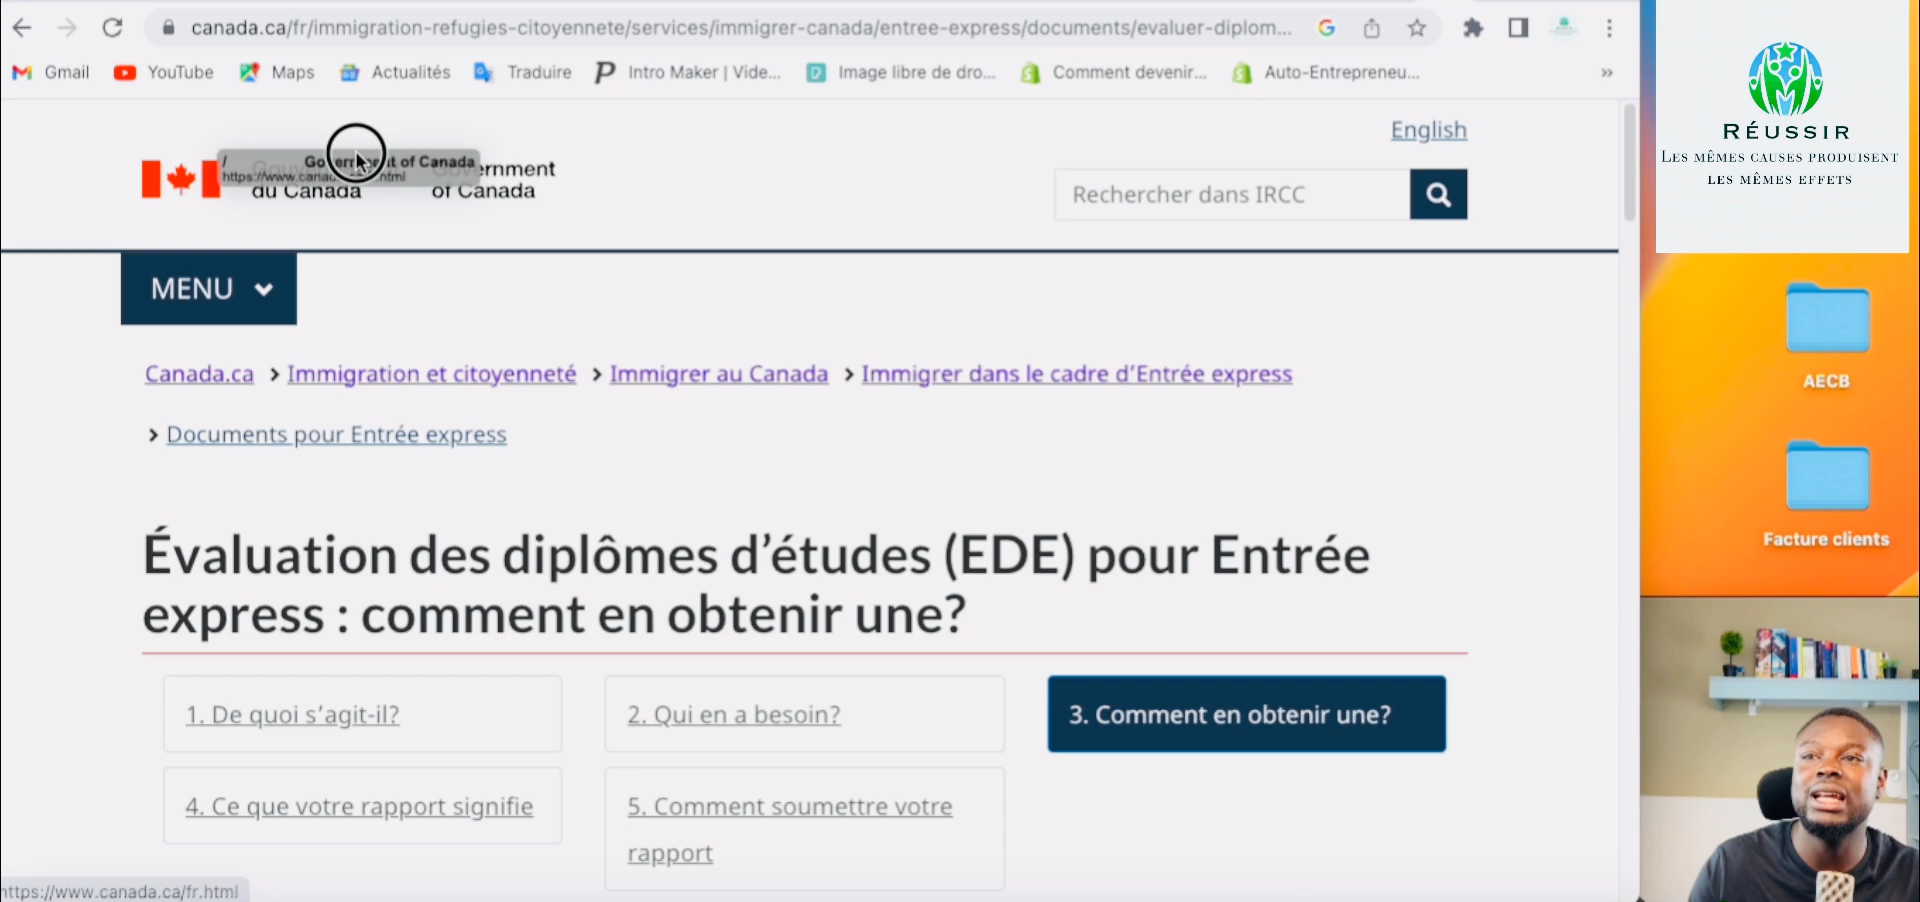 canada.ca/fr/immigration-refugies-citoyennete/services/immigrer-canada/entree-express/documents/evaluer-diplom...
Gmail YouTube Maps Actualités Traduire Intro Maker | Vide... Image libre de dro... Comment devenir... Auto-Entrepreneu... »
RÉUSSIR
LES MÊMES CAUSES PRODUISENT
LES MÊMES EFFETS
English
/ Government of Canada
du Canada
of Canada
Rechercher dans IRCC
MENU
Canada.ca > Immigration et citoyenneté > Immigrer au Canada > Immigrer dans le cadre d’Entrée express
> Documents pour Entrée express
AECB
Facture clients
Évaluation des diplômes d’études (EDE) pour Entrée
express : comment en obtenir une?
1. De quoi s’agit-il?
2. Qui en a besoin?
3. Comment en obtenir une?
4. Ce que votre rapport signifie
5. Comment soumettre votre
rapport
https://www.canada.ca/fr.html